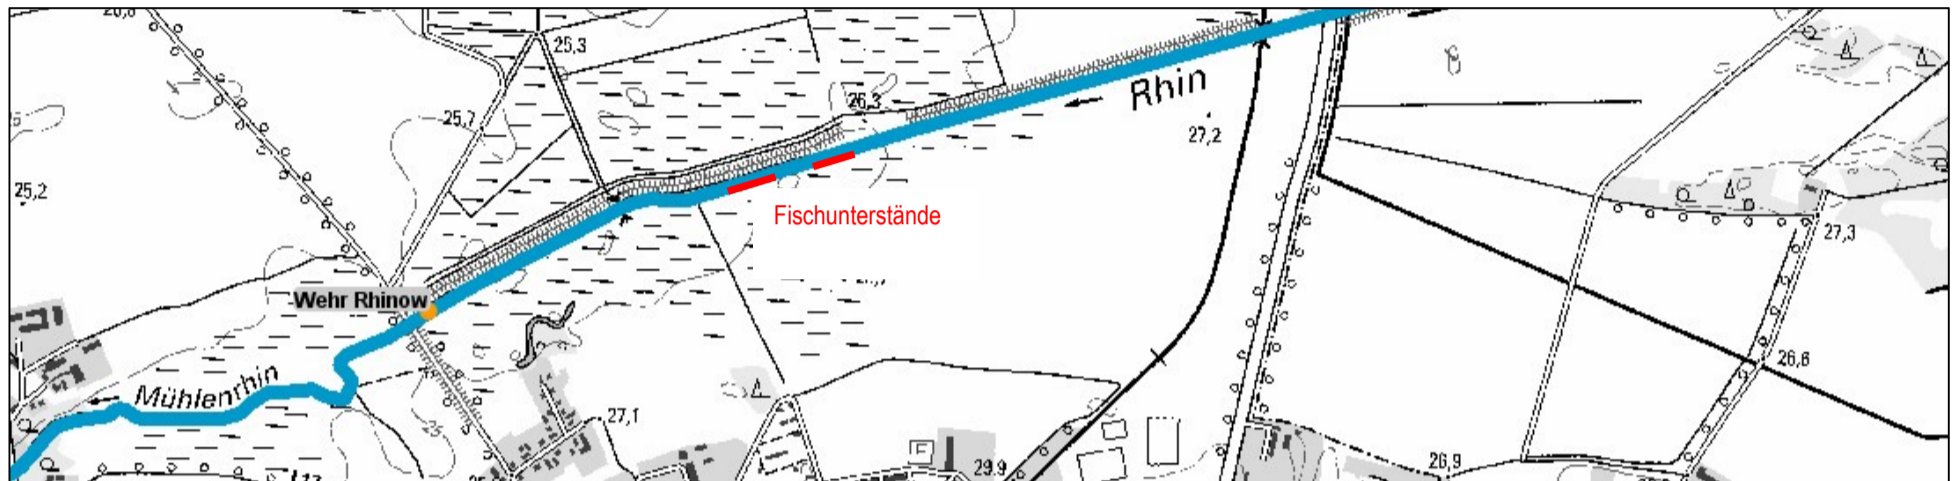 25,3
26,3
Rhin
25,7
27,2
25,2
Fischunterstände
27,3
Wehr Rhinow
Mühlenrhin
26,6
27,1
E
29,9
26,9